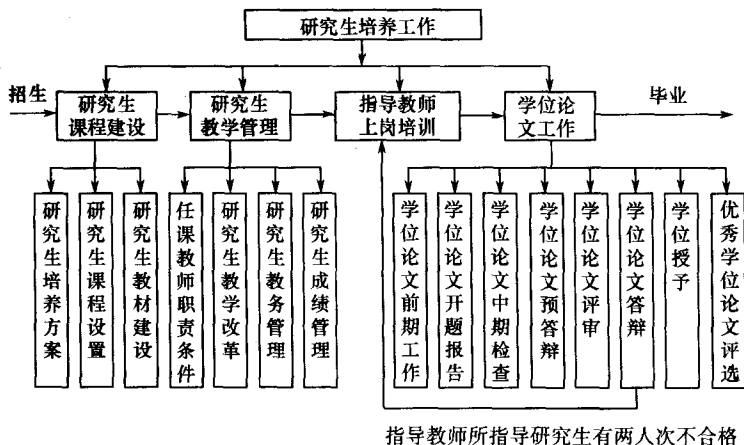 研究生培养工作
招生
研究生
课程建设
研究生
教学管理
指导教师
上岗培训
学位论
文工作
毕业
研究生培养方案
研究生课程设置
研究生教材建设
任课教师职责条件
研究生教学改革
研究生教务管理
研究生成绩管理
学位论文前期工作
学位论文开题报告
学位论文中期检查
学位论文预答辩
学位论文评审
学位论文答辩
学位授予
优秀学位论文评选
指导教师所指导研究生有两人次不合格